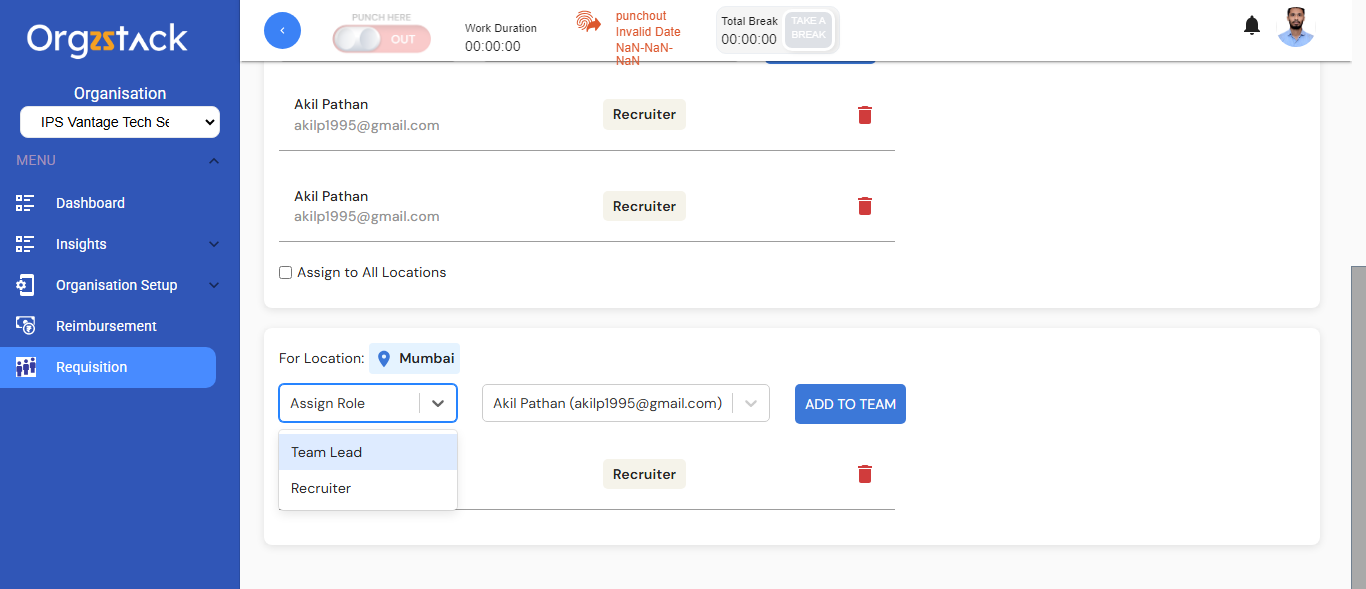 Orgzstack
Organisation
IPS Vantage Tech Se
MENU
Dashboard
Insights
Organisation Setup
Reimbursement
Requisition
PUNCH HERE
OUT
Work Duration
00:00:00
punchout
Invalid Date
NaN-NaN-
NaN
Total Break
00:00:00
TAKE A
BREAK
Akil Pathan
akilp1995@gmail.com
Recruiter
Akil Pathan
akilp1995@gmail.com
Recruiter
Assign to All Locations
For Location: Mumbai
Assign Role
Akil Pathan (akilp1995@gmail.com)
ADD TO TEAM
Team Lead
Recruiter
Recruiter